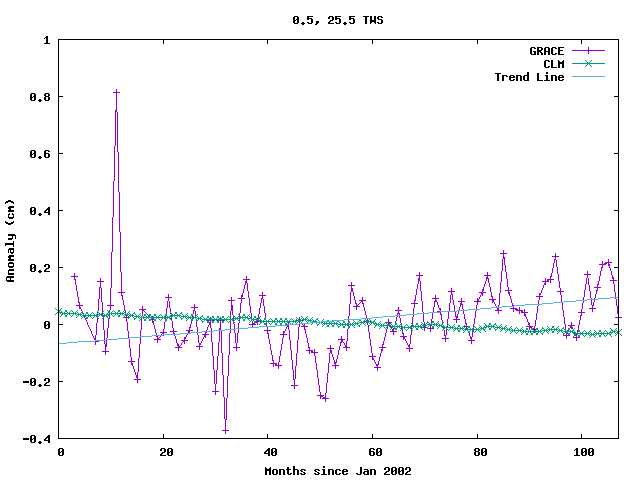 0.5, 25.5 TWS
GRACE
CLM
Trend Line
1
0.8
0.6
0.4
0.2
0
-0.2
-0.4
Anomaly (cm)
0 20 40 60 80 100
Months since Jan 2002